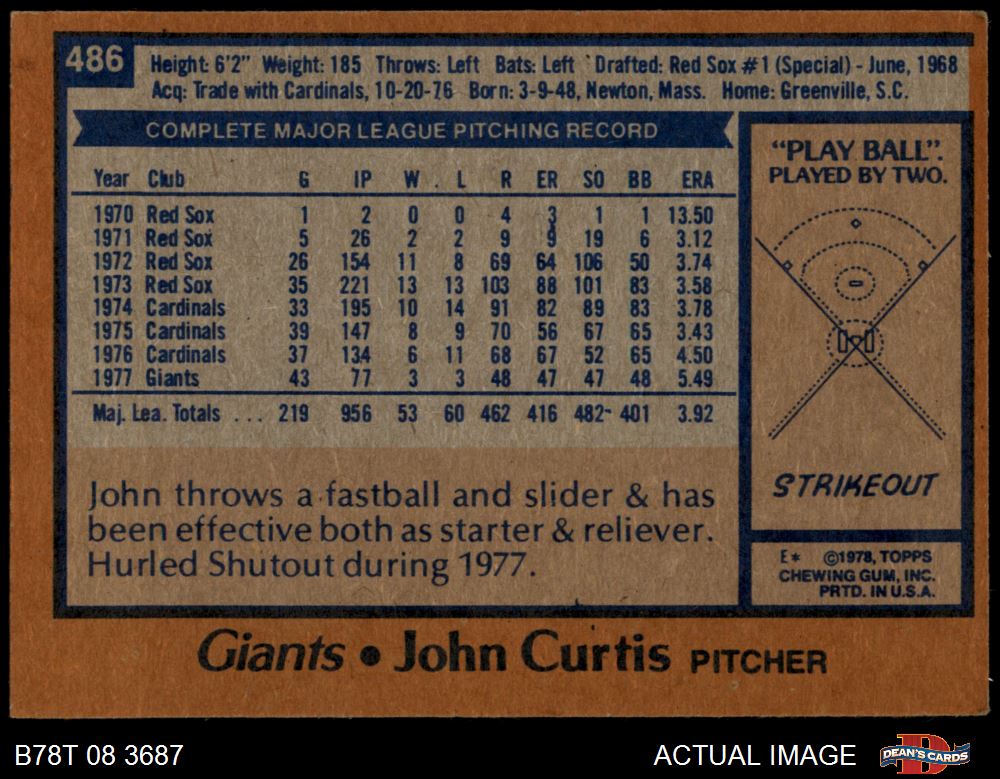 486
Height: 6'2" Weight: 185 Throws: Left Bats: Left Drafted: Red Sox #1 (Special) - June, 1968
Acq: Trade with Cardinals, 10-20-76 Born: 3-9-48, Newton, Mass. Home: Greenville, S.C.
COMPLETE MAJOR LEAGUE PITCHING RECORD
Year Club G IP W L R ER SO BB ERA
1970 Red Sox 1 2 0 0 4 3 1 1 13.50
1971 Red Sox 5 26 2 2 9 9 19 6 3.12
1972 Red Sox 26 154 11 8 69 64 106 50 3.74
1973 Red Sox 35 221 13 13 103 88 101 83 3.58
1974 Cardinals 33 195 10 14 91 82 89 83 3.78
1975 Cardinals 39 147 8 9 70 56 67 65 3.43
1976 Cardinals 37 134 6 11 68 67 52 65 4.50
1977 Giants 43 77 3 3 48 47 47 48 5.49
Maj. Lea. Totals ... 219 956 53 60 462 416 482 401 3.92
John throws a fastball and slider & has
been effective both as starter & reliever.
Hurled Shutout during 1977.
"PLAY BALL".
PLAYED BY TWO.
STRIKEOUT
E* ©1978, TOPPS
CHEWING GUM, INC.
PRTD. IN U.S.A.
Giants • John Curtis PITCHER
B78T 08 3687
ACTUAL IMAGE
DEAN'S CARDS